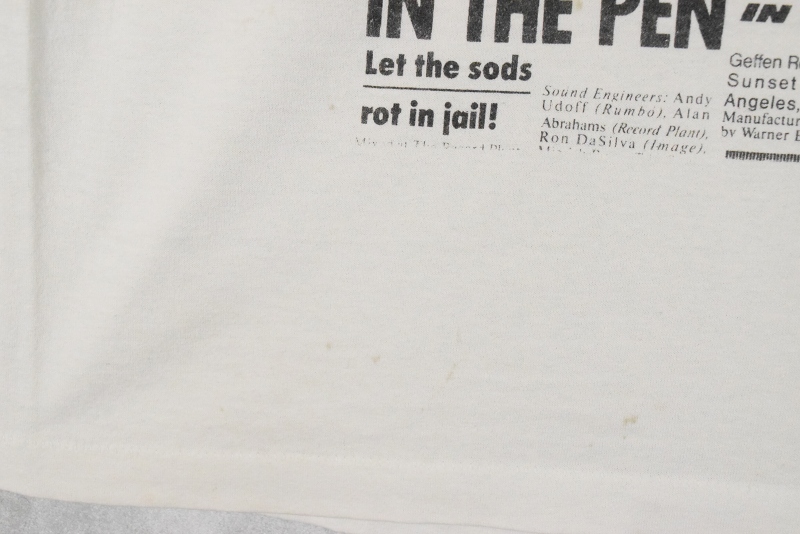 IN THE PEN IN
Let the sods
rot in jail!
Sound Engineers: Andy
Udoff (Rumbo), Alan
Abrahams (Record Plant),
Ron DaSilva (Image),
Geffen
Sunset
Angeles,
Manufactur
by Warner